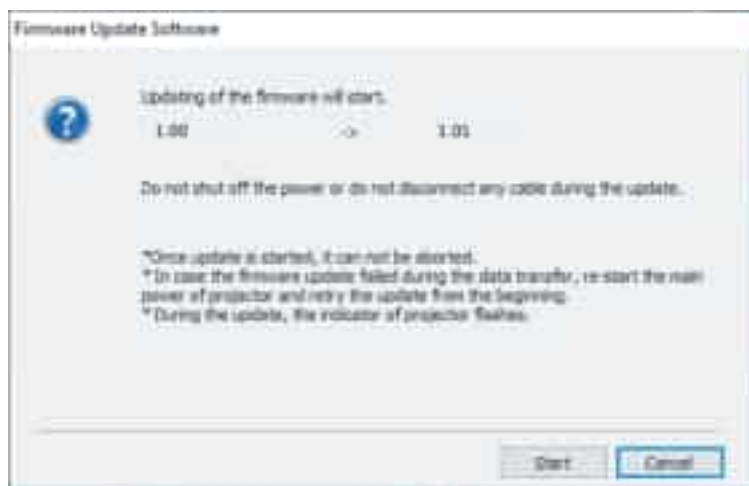 Firmware Update Software
Updating of the firmware will start.
1.00 -> 1.01
Do not shut off the power or do not disconnect any cable during the update.
*Once update is started, it can not be aborted.
* In case the firmware update failed during the data transfer, re-start the main
power of projector and retry the update from the beginning.
* During the update, the indicator of projector flashes.
Start Cancel